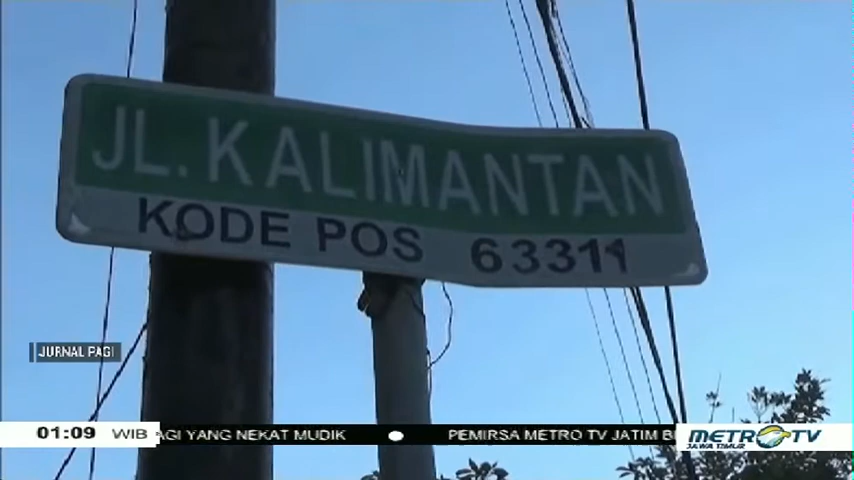 JL. KALIMANTAN
KODE POS 63311
JURNAL PAGI
01:09 WIB
AGI YANG NEKAT MUDIK
PEMIRSA METRO TV JATIM
METRO TV
JAWA TIMUR